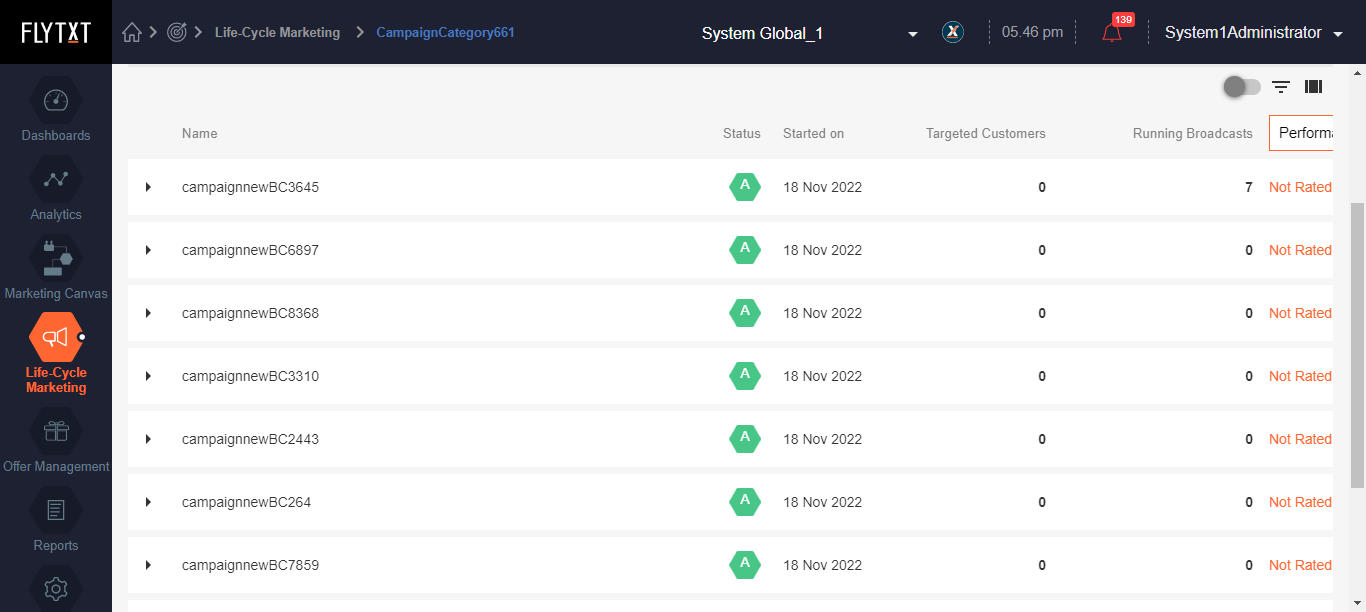 FLYTXT
Life-Cycle Marketing
CampaignCategory661
System Global_1
X
05.46 pm
139
System1Administrator
Dashboards
Analytics
Marketing Canvas
Life-Cycle
Marketing
Offer Management
Reports
Name Status Started on Targeted Customers Running Broadcasts Performa
campaignnewBC3645 A 18 Nov 2022 0 7 Not Rated
campaignnewBC6897 A 18 Nov 2022 0 0 Not Rated
campaignnewBC8368 A 18 Nov 2022 0 0 Not Rated
campaignnewBC3310 A 18 Nov 2022 0 0 Not Rated
campaignnewBC2443 A 18 Nov 2022 0 0 Not Rated
campaignnewBC264 A 18 Nov 2022 0 0 Not Rated
campaignnewBC7859 A 18 Nov 2022 0 0 Not Rated